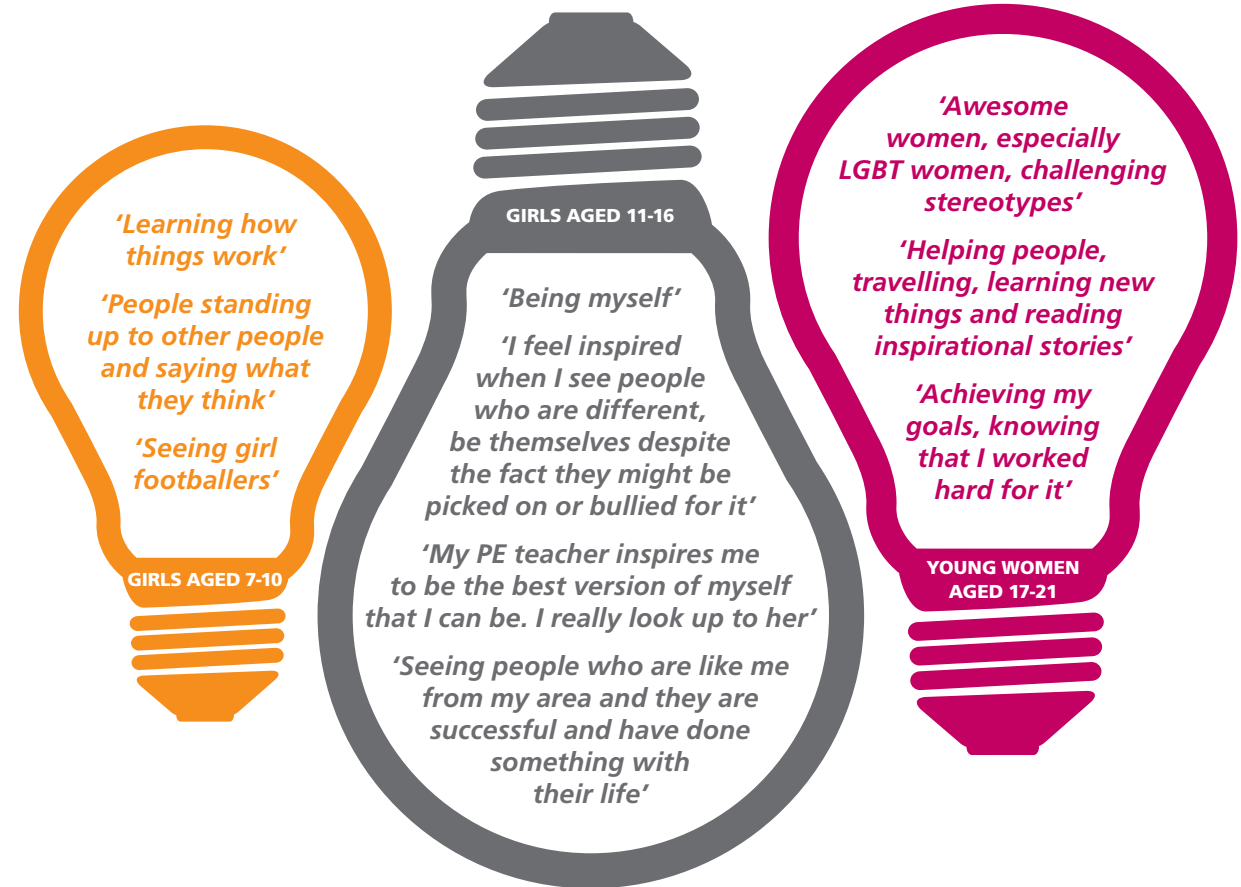 ‘Learning how
things work’
‘People standing
up to other people
and saying what
they think’
‘Seeing girl
footballers’
GIRLS AGED 7-10
GIRLS AGED 11-16
‘Being myself’
‘I feel inspired
when I see people
who are different,
be themselves despite
the fact they might be
picked on or bullied for it’
‘My PE teacher inspires me
to be the best version of myself
that I can be. I really look up to her’
‘Seeing people who are like me
from my area and they are
successful and have done
something with
their life’
‘Awesome
women, especially
LGBT women, challenging
stereotypes’
‘Helping people,
travelling, learning new
things and reading
inspirational stories’
‘Achieving my
goals, knowing
that I worked
hard for it’
YOUNG WOMEN
AGED 17-21